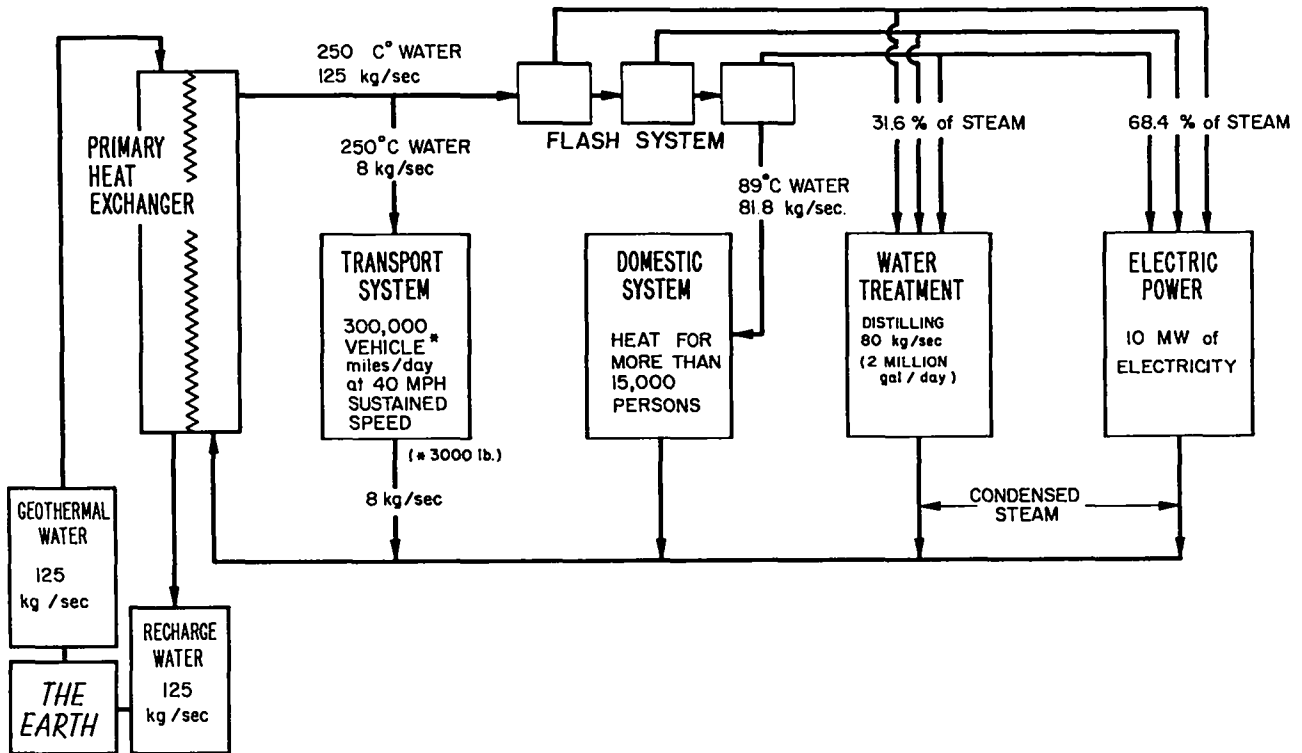 250 C° WATER
125 kg/sec
PRIMARY
HEAT
EXCHANGER
250°C WATER
8 kg/sec
FLASH SYSTEM
31.6 % of STEAM
68.4 % of STEAM
89°C WATER
81.8 kg/sec.
TRANSPORT
SYSTEM
300,000
VEHICLE*
miles/day
at 40 MPH
SUSTAINED
SPEED
(* 3000 lb.)
8 kg/sec
DOMESTIC
SYSTEM
HEAT FOR
MORE THAN
15,000
PERSONS
WATER
TREATMENT
DISTILLING
80 kg/sec
(2 MILLION
gal/day)
ELECTRIC
POWER
10 MW of
ELECTRICITY
CONDENSED
STEAM
GEOTHERMAL
WATER
125
kg/sec
RECHARGE
WATER
125
kg/sec
THE
EARTH